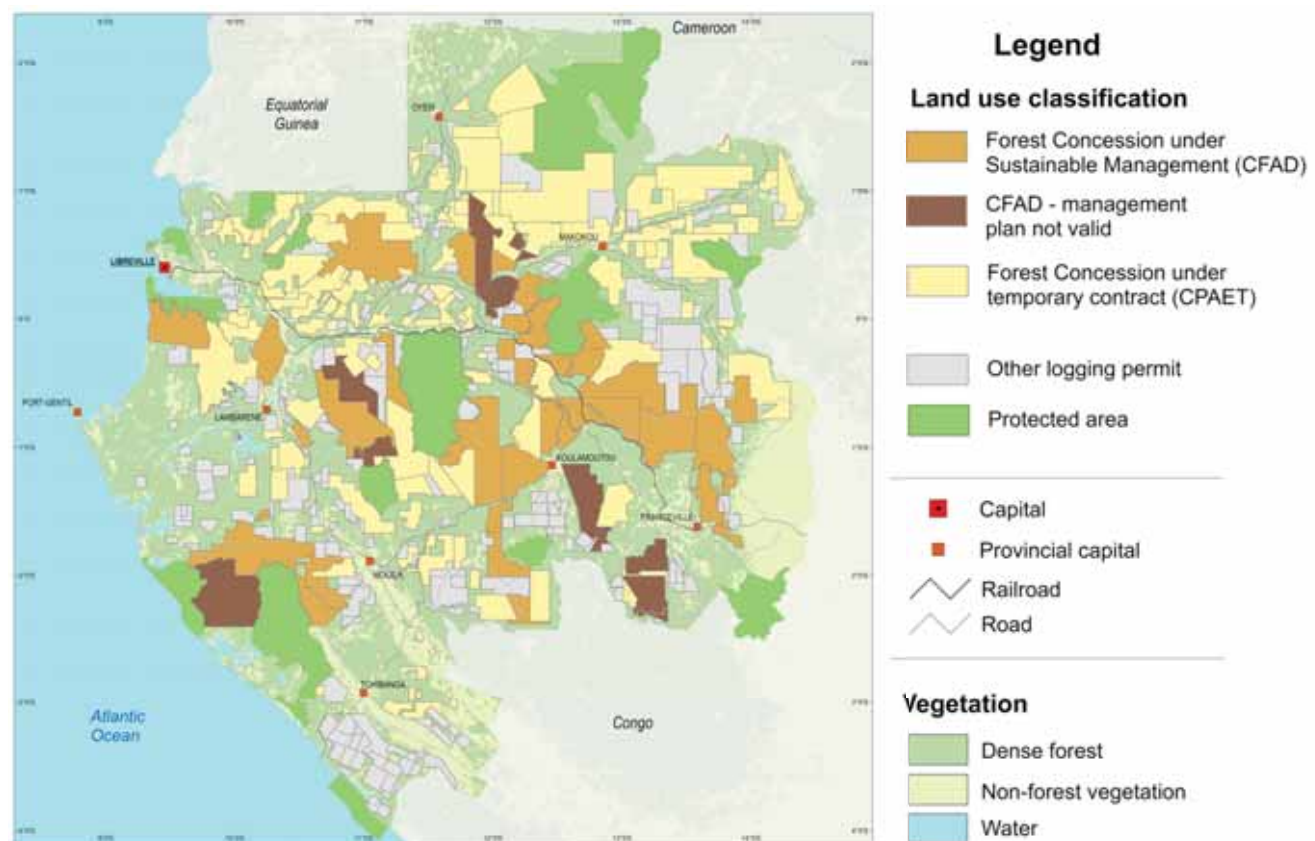 Cameroon
Equatorial
Guinea
OYEM
MAKOKOU
LIBREVILLE
PORT-GENTIL
LAMBARENE
KOULAMOUTOU
FRANCEVILLE
MOUILA
TCHIBANGA
Atlantic
Ocean
Congo
Legend
Land use classification
Forest Concession under
Sustainable Management (CFAD)
CFAD - management
plan not valid
Forest Concession under
temporary contract (CPAET)
Other logging permit
Protected area
Capital
Provincial capital
Railroad
Road
Vegetation
Dense forest
Non-forest vegetation
Water